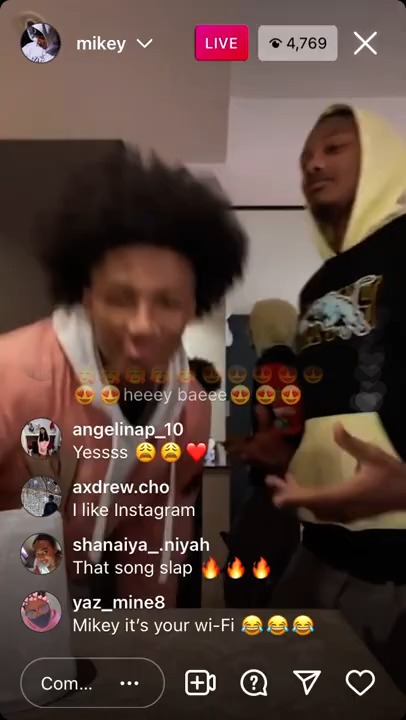 mikey
LIVE
4,769
heeey baeee
angelinap_10
Yessss 😩😩❤️
axdrew.cho
I like Instagram
shanaiya_.niyah
That song slap 🔥🔥🔥
yaz_mine8
Mikey it’s your wi-Fi 😂😂😂
Com...